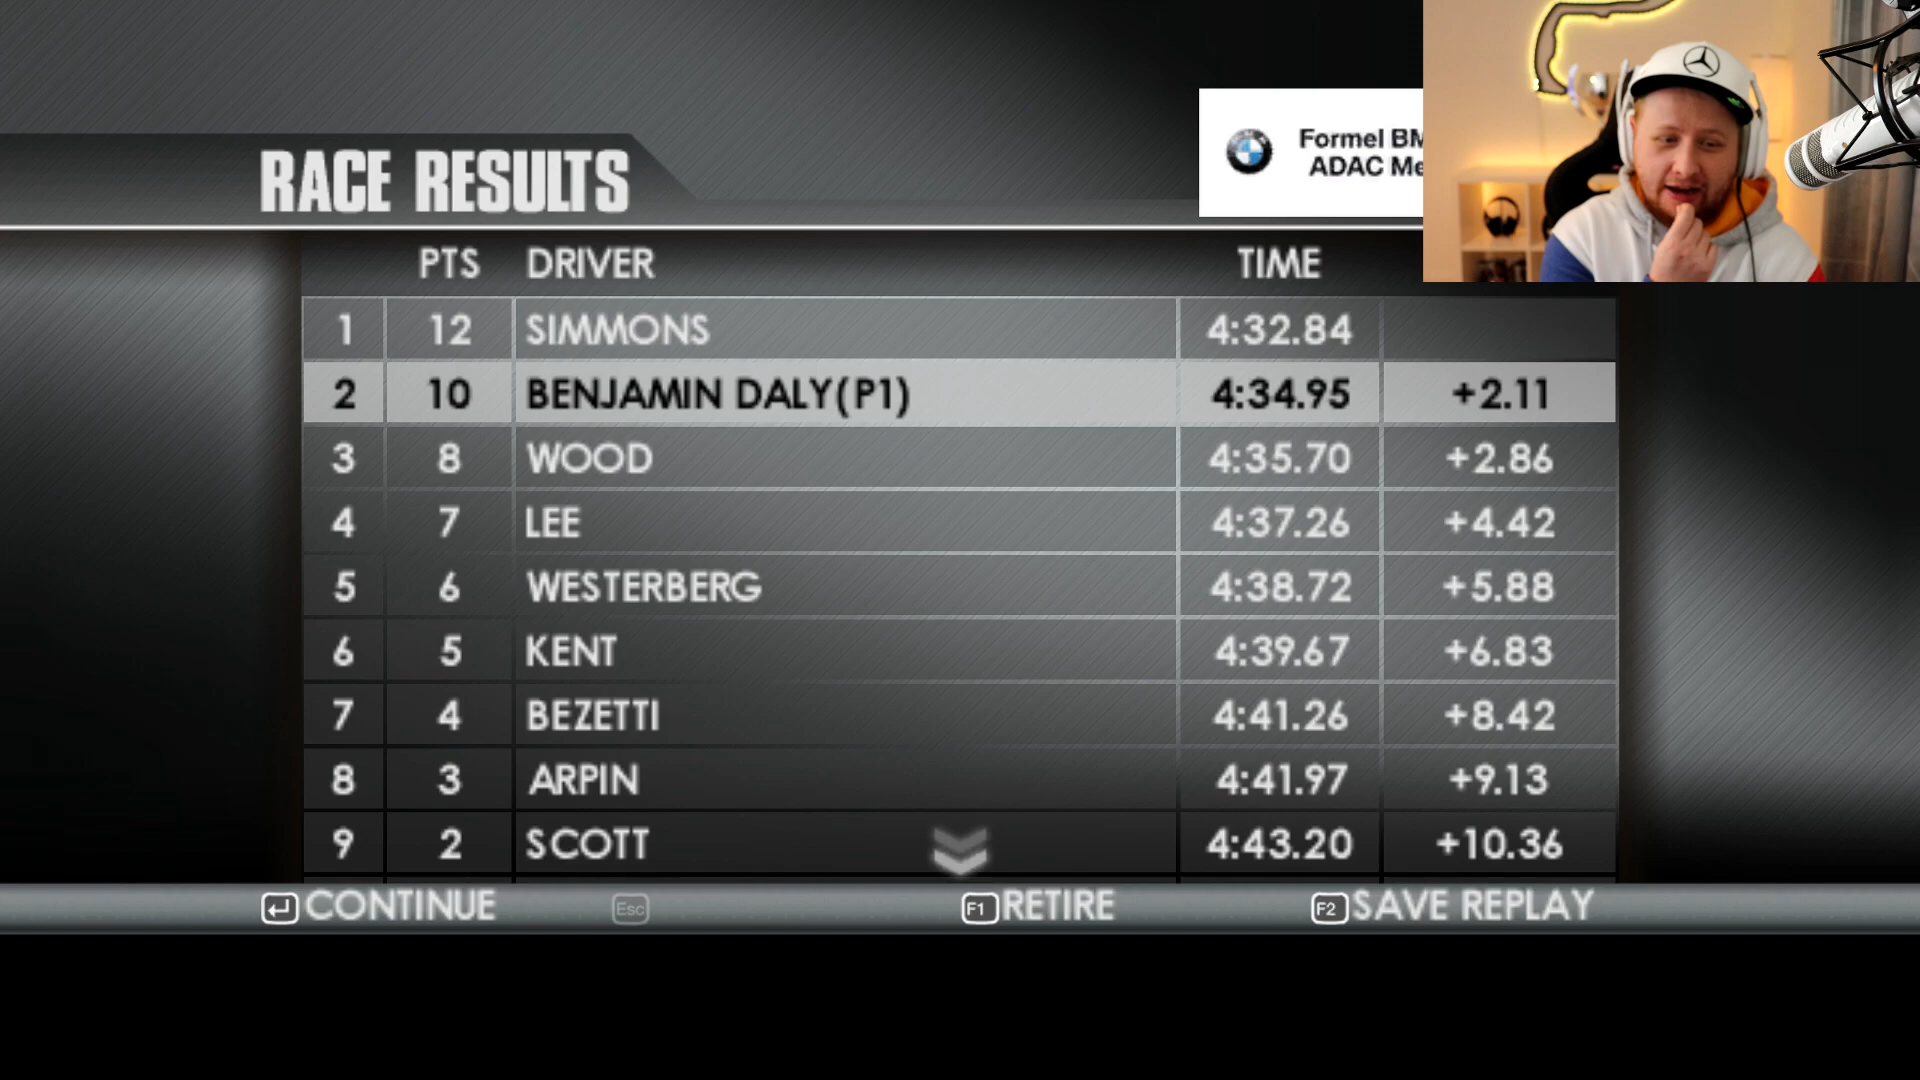 Formel BM
ADAC Me
RACE RESULTS
PTS DRIVER TIME
1 12 SIMMONS 4:32.84
2 10 BENJAMIN DALY(P1) 4:34.95 +2.11
3 8 WOOD 4:35.70 +2.86
4 7 LEE 4:37.26 +4.42
5 6 WESTERBERG 4:38.72 +5.88
6 5 KENT 4:39.67 +6.83
7 4 BEZETTI 4:41.26 +8.42
8 3 ARPIN 4:41.97 +9.13
9 2 SCOTT 4:43.20 +10.36
CONTINUE Esc F1 RETIRE F2 SAVE REPLAY